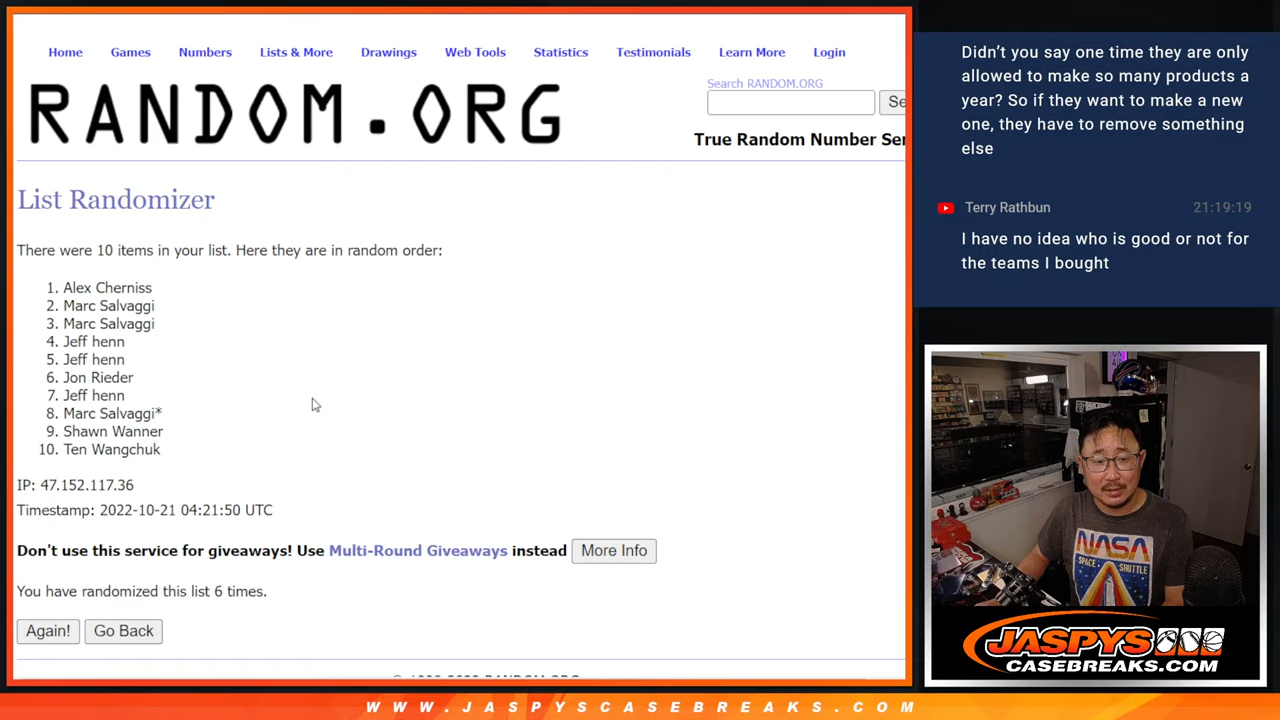 Home Games Numbers Lists & More Drawings Web Tools Statistics Testimonials Learn More Login
Search RANDOM.ORG
RANDOM.ORG
True Random Number Ser
List Randomizer
There were 10 items in your list. Here they are in random order:
1. Alex Cherniss
2. Marc Salvaggi
3. Marc Salvaggi
4. Jeff henn
5. Jeff henn
6. Jon Rieder
7. Jeff henn
8. Marc Salvaggi*
9. Shawn Wanner
10. Ten Wangchuk
IP: 47.152.117.36
Timestamp: 2022-10-21 04:21:50 UTC
Don't use this service for giveaways! Use Multi-Round Giveaways instead More Info
You have randomized this list 6 times.
Again! Go Back
Didn't you say one time they are only
allowed to make so many products a
year? So if they want to make a new
one, they have to remove something
else
Terry Rathbun 21:19:19
I have no idea who is good or not for
the teams I bought
NASA
SPACE SHUTTLE
JASPYS
CASEBREAKS.COM
WWW.JASPYSCASEBREAKS.COM